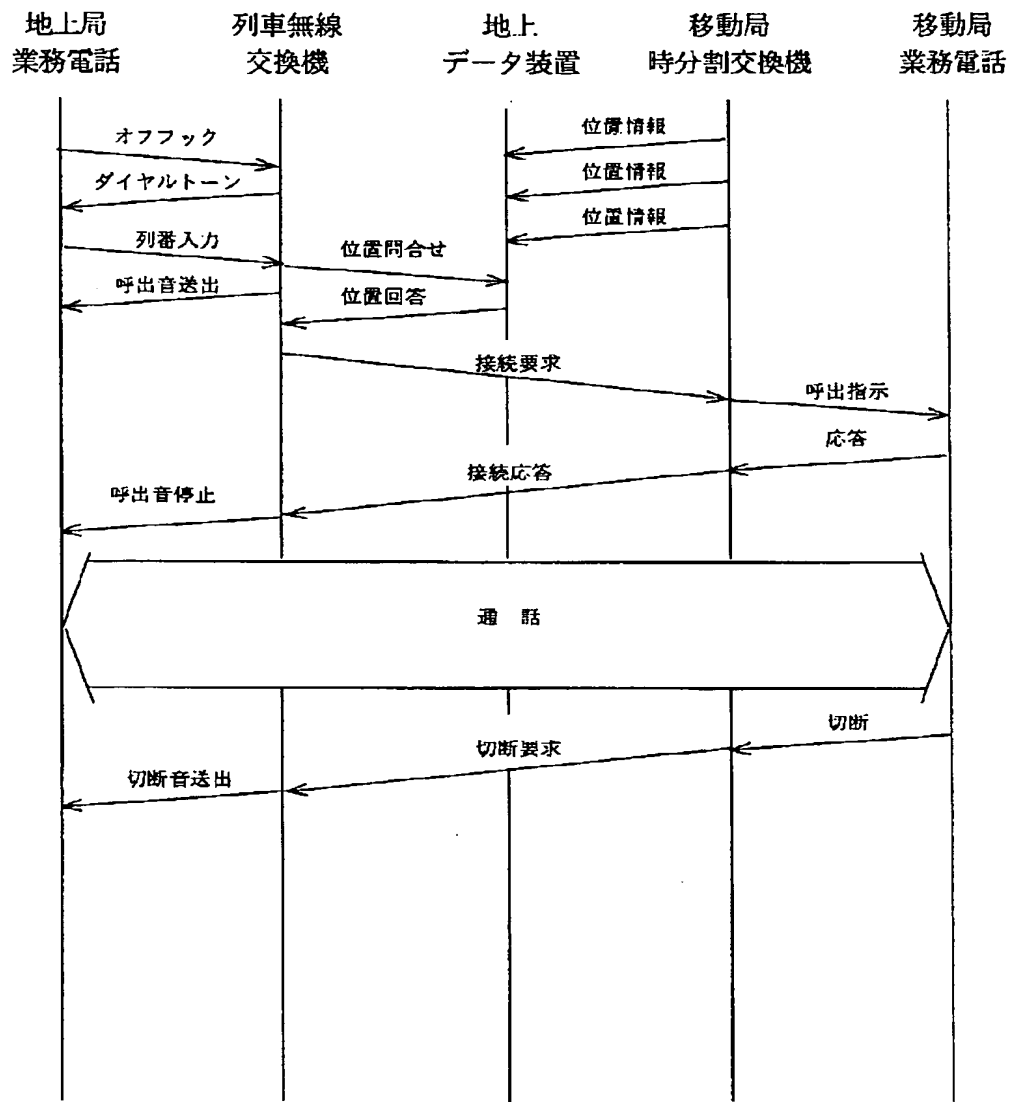 地上局
業務電話
列車無線
交換機
地上
データ装置
移動局
時分割交換機
移動局
業務電話
オフフック
位置情報
ダイヤルトーン
位置情報
位置情報
列番入力
位置問合せ
呼出音送出
位置回答
接続要求
呼出指示
応答
接続応答
呼出音停止
通 話
切断
切断要求
切断音送出